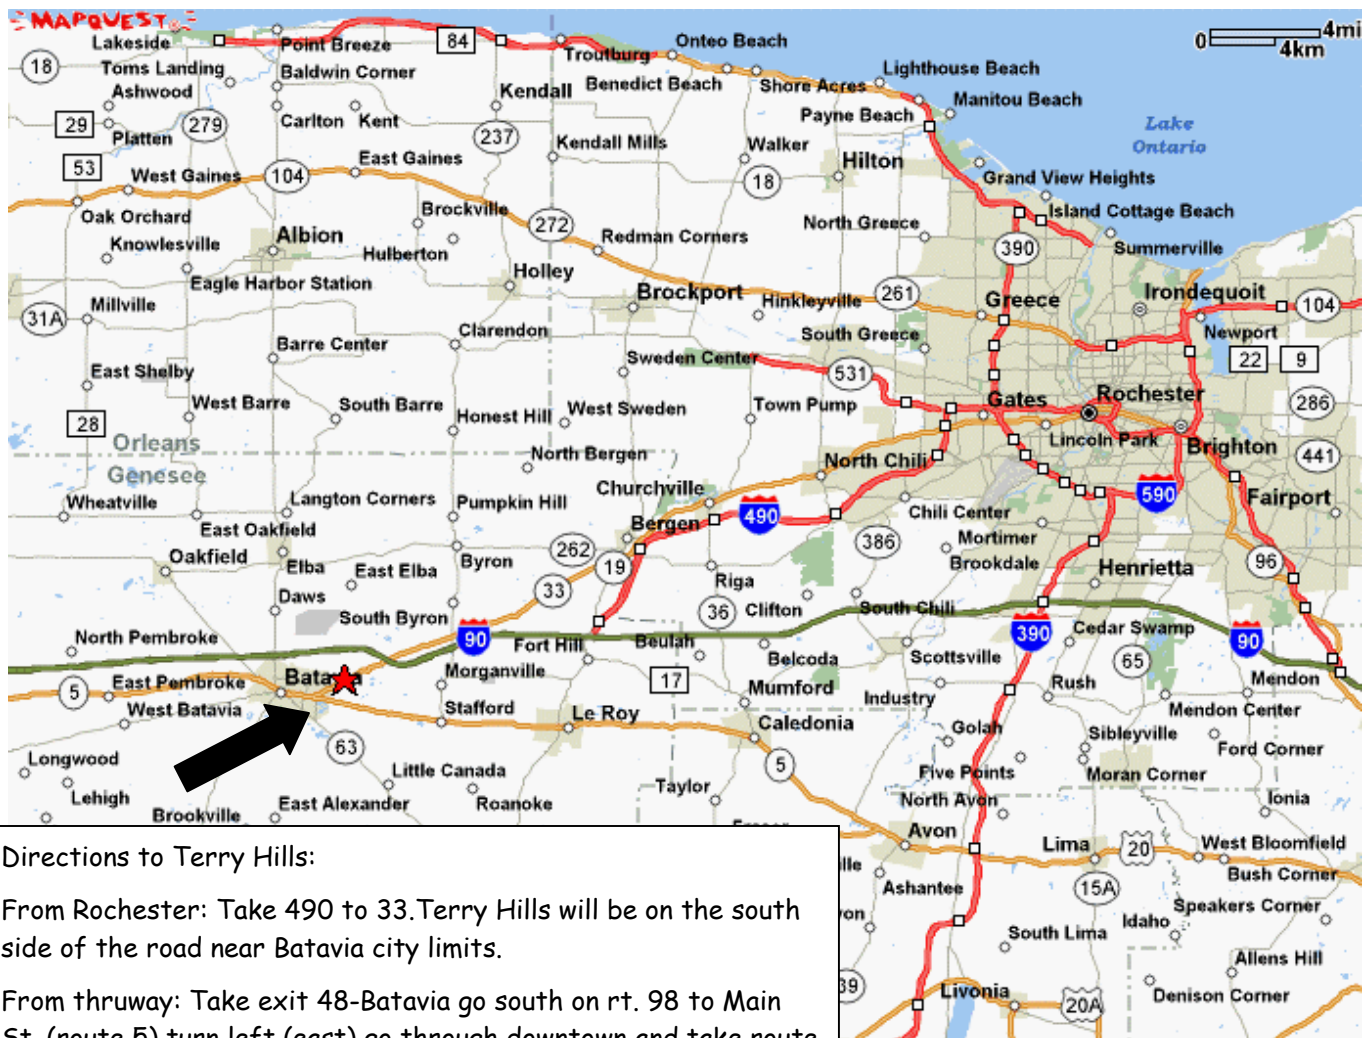 MAPQUEST
0 4mi
4km
Lakeside
Point Breeze
84
Onteo Beach
Troutburg
18
Toms Landing
Baldwin Corner
Benedict Beach
Shore Acres
Lighthouse Beach
Ashwood
Kendall
Payne Beach
Manitou Beach
29
Platten
279
Carlton
Kent
237
Kendall Mills
Walker
Hilton
Lake
Ontario
53
West Gaines
104
East Gaines
18
Grand View Heights
Oak Orchard
Brockville
272
North Greece
Island Cottage Beach
Knowlesville
Albion
Hulberton
Redman Corners
390
Summerville
Eagle Harbor Station
Holley
Brockport
Hinkleyville
261
Greece
Irondequoit
104
31A
Millville
Clarendon
South Greece
Newport
Barre Center
Sweden Center
22
9
East Shelby
531
Rochester
West Barre
South Barre
Honest Hill
West Sweden
Town Pump
Gates
286
28
Orleans
Genesee
Lincoln Park
Brighton
North Bergen
North Chili
441
Wheatville
Langton Corners
Pumpkin Hill
Churchville
590
Fairport
East Oakfield
Bergen
490
Chili Center
Oakfield
Elba
East Elba
Byron
262
19
386
Mortimer
Brookdale
Henrietta
96
Daws
33
Riga
36
Clifton
South Chili
South Byron
North Pembroke
90
Fort Hill
Beulah
390
Cedar Swamp
90
Belcoda
Scottsville
65
5
East Pembroke
Batavia
Morganville
17
Mumford
Industry
Rush
Mendon
West Batavia
Stafford
Le Roy
Caledonia
Golah
Mendon Center
63
Sibleyville
Ford Corner
Longwood
Little Canada
5
Five Points
Moran Corner
Lehigh
East Alexander
Roanoke
Taylor
North Avon
Ionia
Brookville
Avon
Lima
20
West Bloomfield
Bush Corner
Ashantee
15A
Speakers Corner
Idaho
South Lima
Allens Hill
39
Livonia
20A
Denison Corner
Directions to Terry Hills:
From Rochester: Take 490 to 33.Terry Hills will be on the south
side of the road near Batavia city limits.
From thruway: Take exit 48-Batavia go south on rt. 98 to Main
St. (route 5) turn left (east) go through downtown and take route